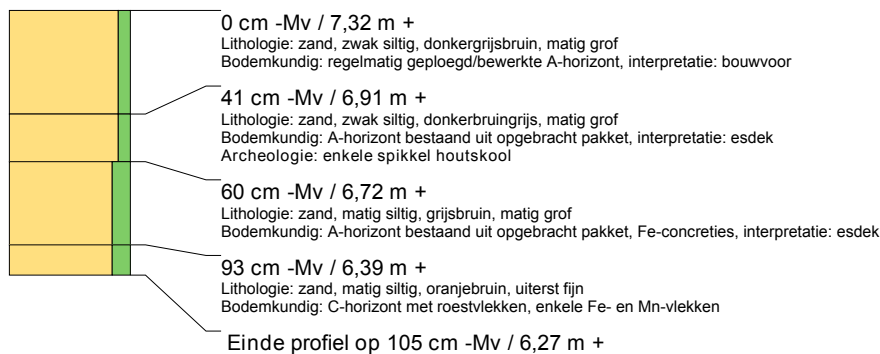 0 cm -Mv / 7,32 m +
Lithologie: zand, zwak siltig, donkergrijsbruin, matig grof
Bodemkundig: regelmatig geploegd/bewerkte A-horizont, interpretatie: bouwvoor
41 cm -Mv / 6,91 m +
Lithologie: zand, zwak siltig, donkerbruingrijs, matig grof
Bodemkundig: A-horizont bestaand uit opgebracht pakket, interpretatie: esdek
Archeologie: enkele spikkel houtskool
60 cm -Mv / 6,72 m +
Lithologie: zand, matig siltig, grijsbruin, matig grof
Bodemkundig: A-horizont bestaand uit opgebracht pakket, Fe-concreties, interpretatie: esdek
93 cm -Mv / 6,39 m +
Lithologie: zand, matig siltig, oranjebruin, uiterst fijn
Bodemkundig: C-horizont met roestvlekken, enkele Fe- en Mn-vlekken
Einde profiel op 105 cm -Mv / 6,27 m +